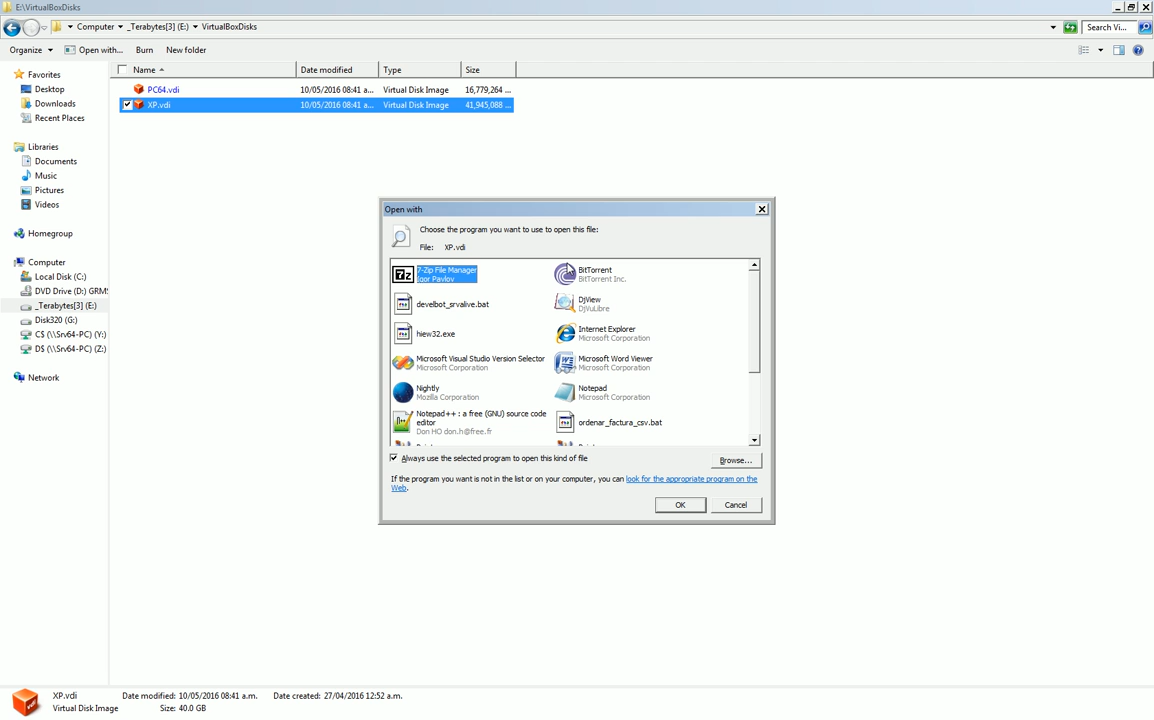 E:\VirtualBoxDisks
Computer ▾ _Terabytes[3] (E:) ▾ VirtualBoxDisks
Search Vi...
Organize Open with... Burn New folder
Name Date modified Type Size
PC64.vdi 10/05/2016 08:41 a... Virtual Disk Image 16,779,264 ...
XP.vdi 10/05/2016 08:41 a... Virtual Disk Image 41,945,088 ...
Favorites
Desktop
Downloads
Recent Places
Libraries
Documents
Music
Pictures
Videos
Homegroup
Computer
Local Disk (C:)
DVD Drive (D:) GRMS
_Terabytes[3] (E:)
Disk320 (G:)
C$ (\\Srv64-PC) (Y:)
D$ (\\Srv64-PC) (Z:)
Network
Open with
Choose the program you want to use to open this file:
File: XP.vdi
7-Zip File Manager
Igor Pavlov
BitTorrent
BitTorrent Inc.
develbot_srvalive.bat
DjView
DjVuLibre
hiew32.exe
Internet Explorer
Microsoft Corporation
Microsoft Visual Studio Version Selector
Microsoft Corporation
Microsoft Word Viewer
Microsoft Corporation
Nightly
Mozilla Corporation
Notepad
Microsoft Corporation
Notepad++ : a free (GNU) source code
editor
Don HO don.h@free.fr
ordenar_factura_csv.bat
Always use the selected program to open this kind of file
Browse...
If the program you want is not in the list or on your computer, you can look for the appropriate program on the
Web.
OK Cancel
XP.vdi Date modified: 10/05/2016 08:41 a.m. Date created: 27/04/2016 12:52 a.m.
Virtual Disk Image Size: 40.0 GB